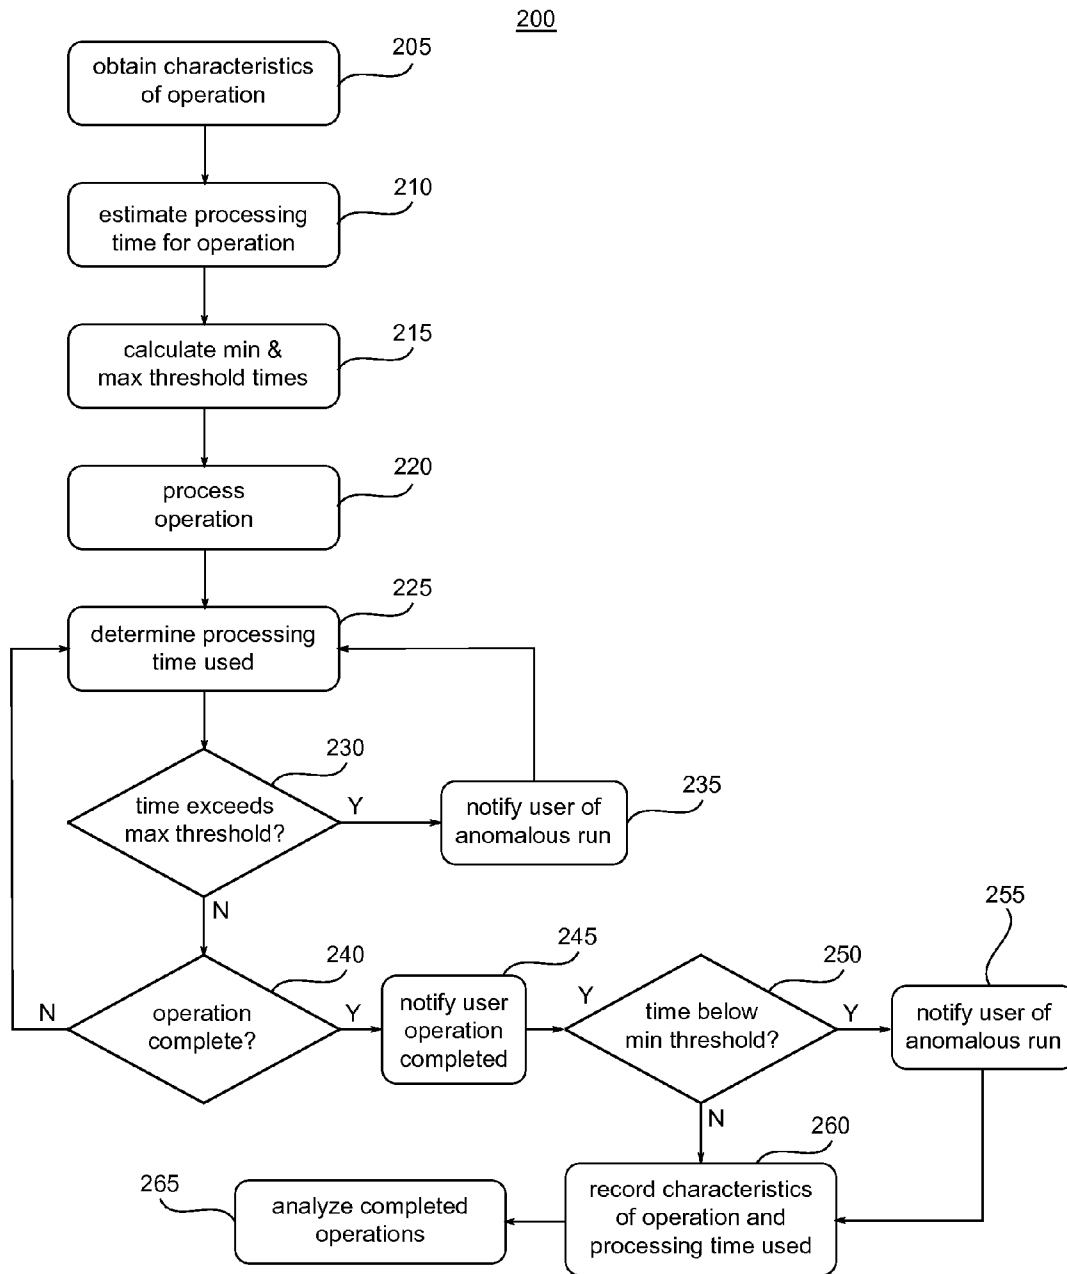 200
205
obtain characteristics
of operation
210
estimate processing
time for operation
215
calculate min &
max threshold times
220
process
operation
225
determine processing
time used
230
time exceeds
max threshold?
Y
N
235
notify user of
anomalous run
240
operation
complete?
N
Y
245
notify user
operation
completed
Y
250
time below
min threshold?
Y
N
255
notify user of
anomalous run
260
record characteristics
of operation and
processing time used
265
analyze completed
operations